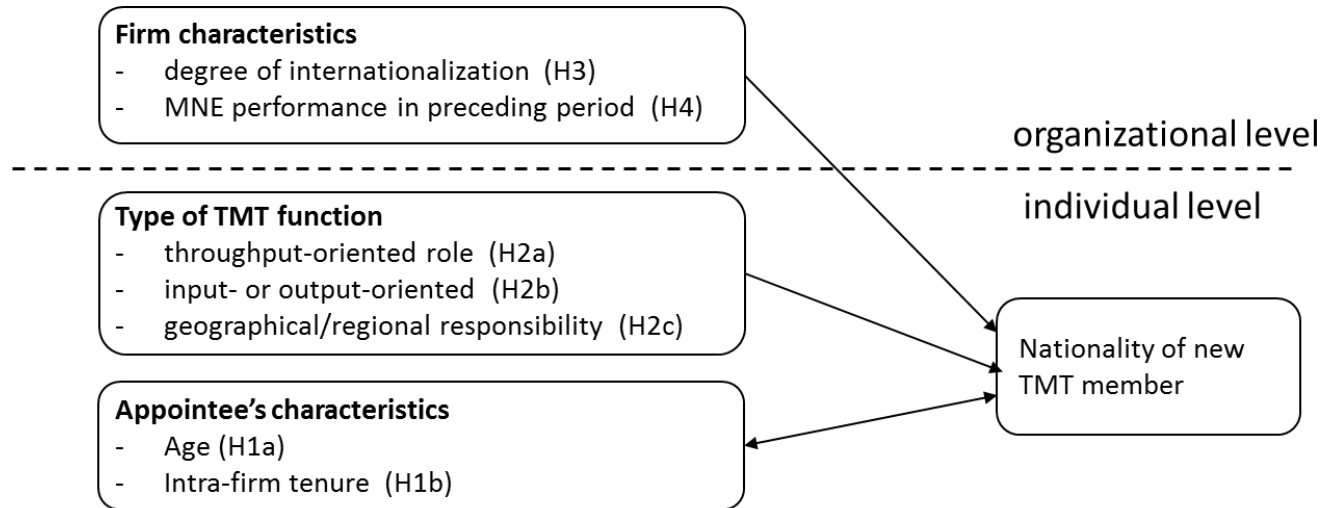 Firm characteristics
- degree of internationalization (H3)
- MNE performance in preceding period (H4)
organizational level
individual level
Type of TMT function
- throughput-oriented role (H2a)
- input- or output-oriented (H2b)
- geographical/regional responsibility (H2c)
Nationality of new
TMT member
Appointee's characteristics
- Age (H1a)
- Intra-firm tenure (H1b)